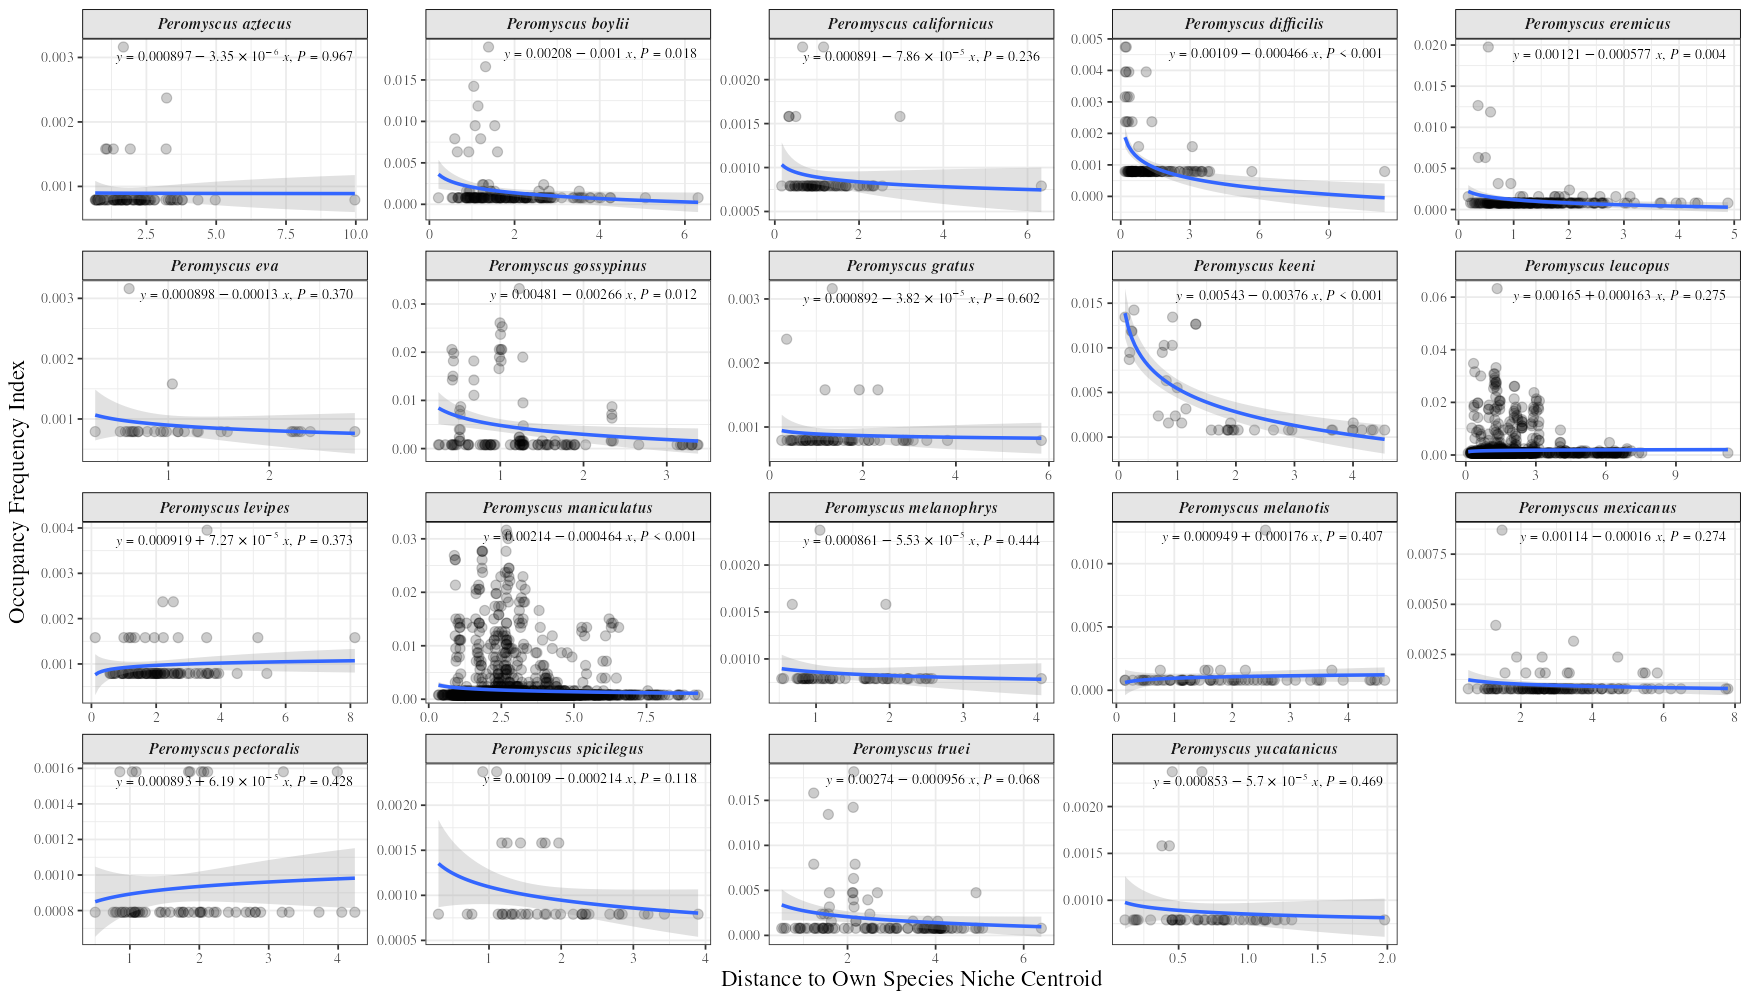 Peromyscus aztecus
y = 0.000897 − 3.35 × 10⁻⁶ x, P = 0.967
0.003
0.002
0.001
2.5 5.0 7.5 10.0
Peromyscus boylii
y = 0.00208 − 0.001 x, P = 0.018
0.015
0.010
0.005
0.000
0 2 4 6
Peromyscus californicus
y = 0.000891 − 7.86 × 10⁻⁵ x, P = 0.236
0.0020
0.0015
0.0010
0.0005
0 2 4 6
Peromyscus difficilis
y = 0.00109 − 0.000466 x, P < 0.001
0.005
0.004
0.003
0.002
0.001
0.000
0 3 6 9
Peromyscus eremicus
y = 0.00121 − 0.000577 x, P = 0.004
0.020
0.015
0.010
0.005
0.000
0 1 2 3 4 5
Peromyscus eva
y = 0.000898 − 0.00013 x, P = 0.370
0.003
0.002
0.001
1 2
Peromyscus gossypinus
y = 0.00481 − 0.00266 x, P = 0.012
0.03
0.02
0.01
0.00
1 2 3
Peromyscus gratus
y = 0.000892 − 3.82 × 10⁻⁵ x, P = 0.602
0.003
0.002
0.001
0 2 4 6
Peromyscus keeni
y = 0.00543 − 0.00376 x, P < 0.001
0.015
0.010
0.005
0.000
0 1 2 3 4
Peromyscus leucopus
y = 0.00165 + 0.000163 x, P = 0.275
0.06
0.04
0.02
0.00
0 3 6 9
Peromyscus levipes
y = 0.000919 + 7.27 × 10⁻⁵ x, P = 0.373
0.004
0.003
0.002
0.001
0 2 4 6 8
Peromyscus maniculatus
y = 0.00214 − 0.000464 x, P < 0.001
0.03
0.02
0.01
0.00
0.0 2.5 5.0 7.5
Peromyscus melanophrys
y = 0.000861 − 5.53 × 10⁻⁵ x, P = 0.444
0.0020
0.0015
0.0010
1 2 3 4
Peromyscus melanotis
y = 0.000949 + 0.000176 x, P = 0.407
0.010
0.005
0.000
0 1 2 3 4
Peromyscus mexicanus
y = 0.00114 − 0.00016 x, P = 0.274
0.0075
0.0050
0.0025
2 4 6 8
Peromyscus pectoralis
y = 0.000893 + 6.19 × 10⁻⁵ x, P = 0.428
0.0016
0.0014
0.0012
0.0010
0.0008
1 2 3 4
Peromyscus spicilegus
y = 0.00109 − 0.000214 x, P = 0.118
0.0020
0.0015
0.0010
0.0005
1 2 3 4
Peromyscus truei
y = 0.00274 − 0.000956 x, P = 0.068
0.015
0.010
0.005
0.000
2 4 6
Peromyscus yucatanicus
y = 0.000853 − 5.7 × 10⁻⁵ x, P = 0.469
0.0020
0.0015
0.0010
0.5 1.0 1.5 2.0
Occupancy Frequency Index
Distance to Own Species Niche Centroid